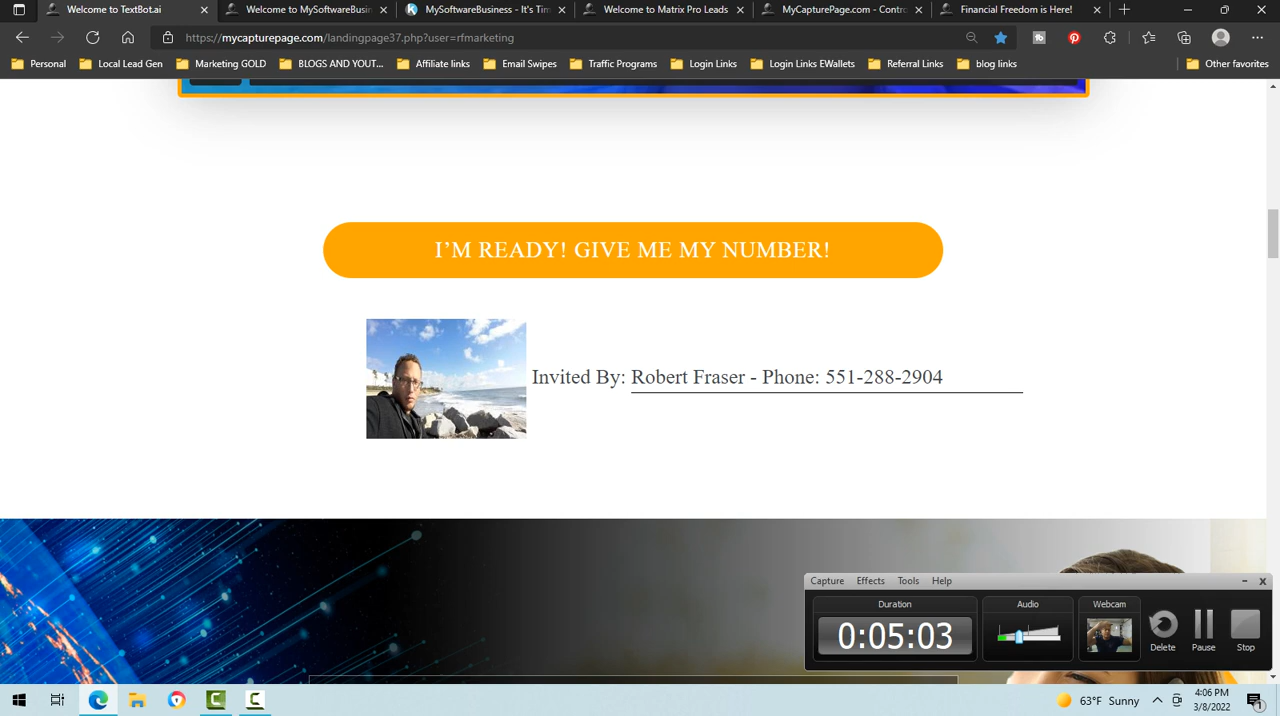 Welcome to TextBot.ai
Welcome to MySoftwareBusin
MySoftwareBusiness - It's Tim
Welcome to Matrix Pro Leads
MyCapturePage.com - Contro
Financial Freedom is Here!
https://mycapturepage.com/landingpage37.php?user=rfmarketing
Personal
Local Lead Gen
Marketing GOLD
BLOGS AND YOUT...
Affiliate links
Email Swipes
Traffic Programs
Login Links
Login Links EWallets
Referral Links
blog links
Other favorites
I'M READY! GIVE ME MY NUMBER!
Invited By: Robert Fraser - Phone: 551-288-2904
Capture Effects Tools Help
Duration
Audio
Webcam
0:05:03
Delete
Pause
Stop
63°F Sunny
4:06 PM
3/8/2022
1